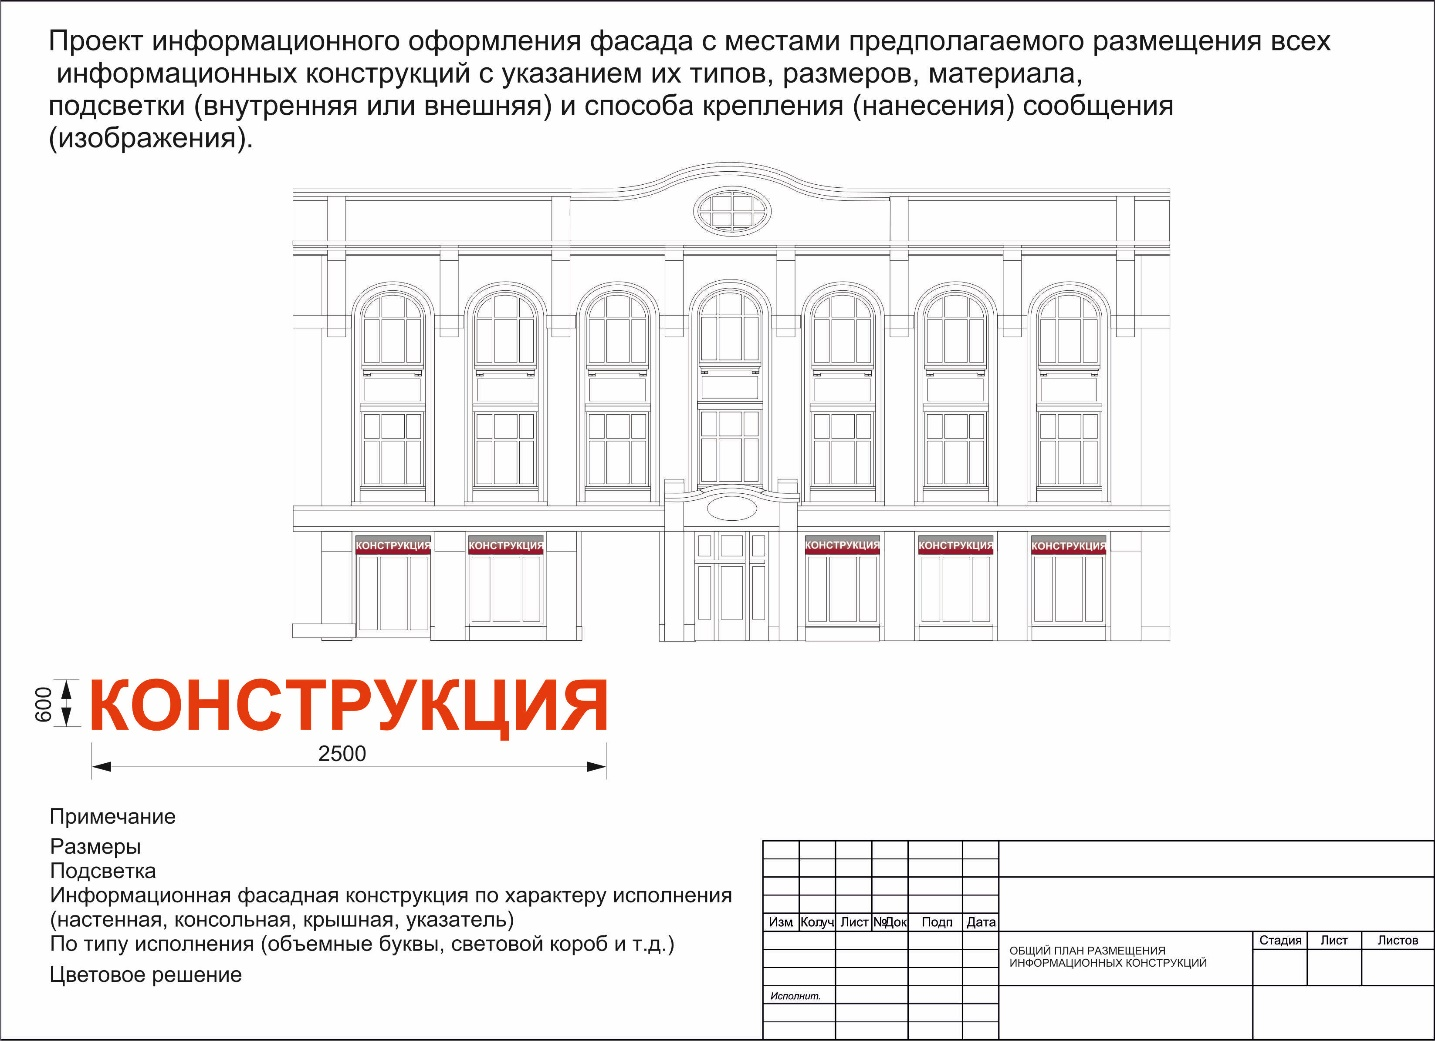 Проект информационного оформления фасада с местами предполагаемого размещения всех
информационных конструкций с указанием их типов, размеров, материала,
подсветки (внутренняя или внешняя) и способа крепления (нанесения) сообщения
(изображения).
КОНСТРУКЦИЯ КОНСТРУКЦИЯ КОНСТРУКЦИЯ КОНСТРУКЦИЯ КОНСТРУКЦИЯ
600
КОНСТРУКЦИЯ
2500
Примечание
Размеры
Подсветка
Информационная фасадная конструкция по характеру исполнения
(настенная, консольная, крышная, указатель)
По типу исполнения (объемные буквы, световой короб и т.д.)
Цветовое решение
Изм. Колуч Лист №Док Подп Дата
Исполнит.
ОБЩИЙ ПЛАН РАЗМЕЩЕНИЯ
ИНФОРМАЦИОННЫХ КОНСТРУКЦИЙ
Стадия Лист Листов